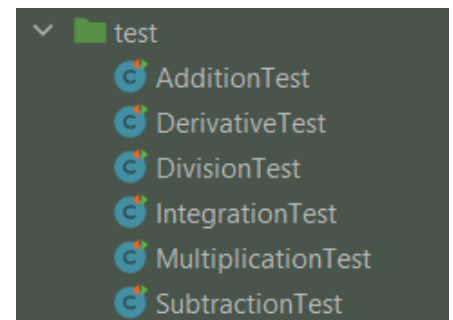 test
AdditionTest
DerivativeTest
DivisionTest
IntegrationTest
MultiplicationTest
SubtractionTest